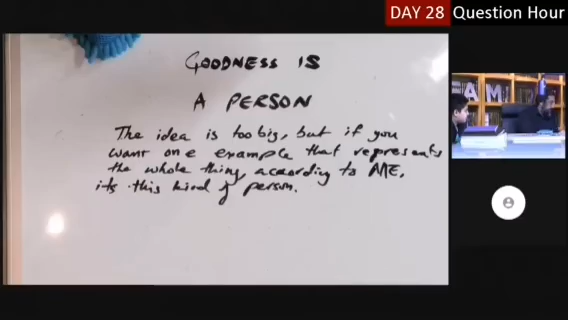 DAY 28 Question Hour
GOODNESS IS
A PERSON
The idea is too big, but if you
want one example that represents
the whole thing according to ME,
its this kind of person.
AM